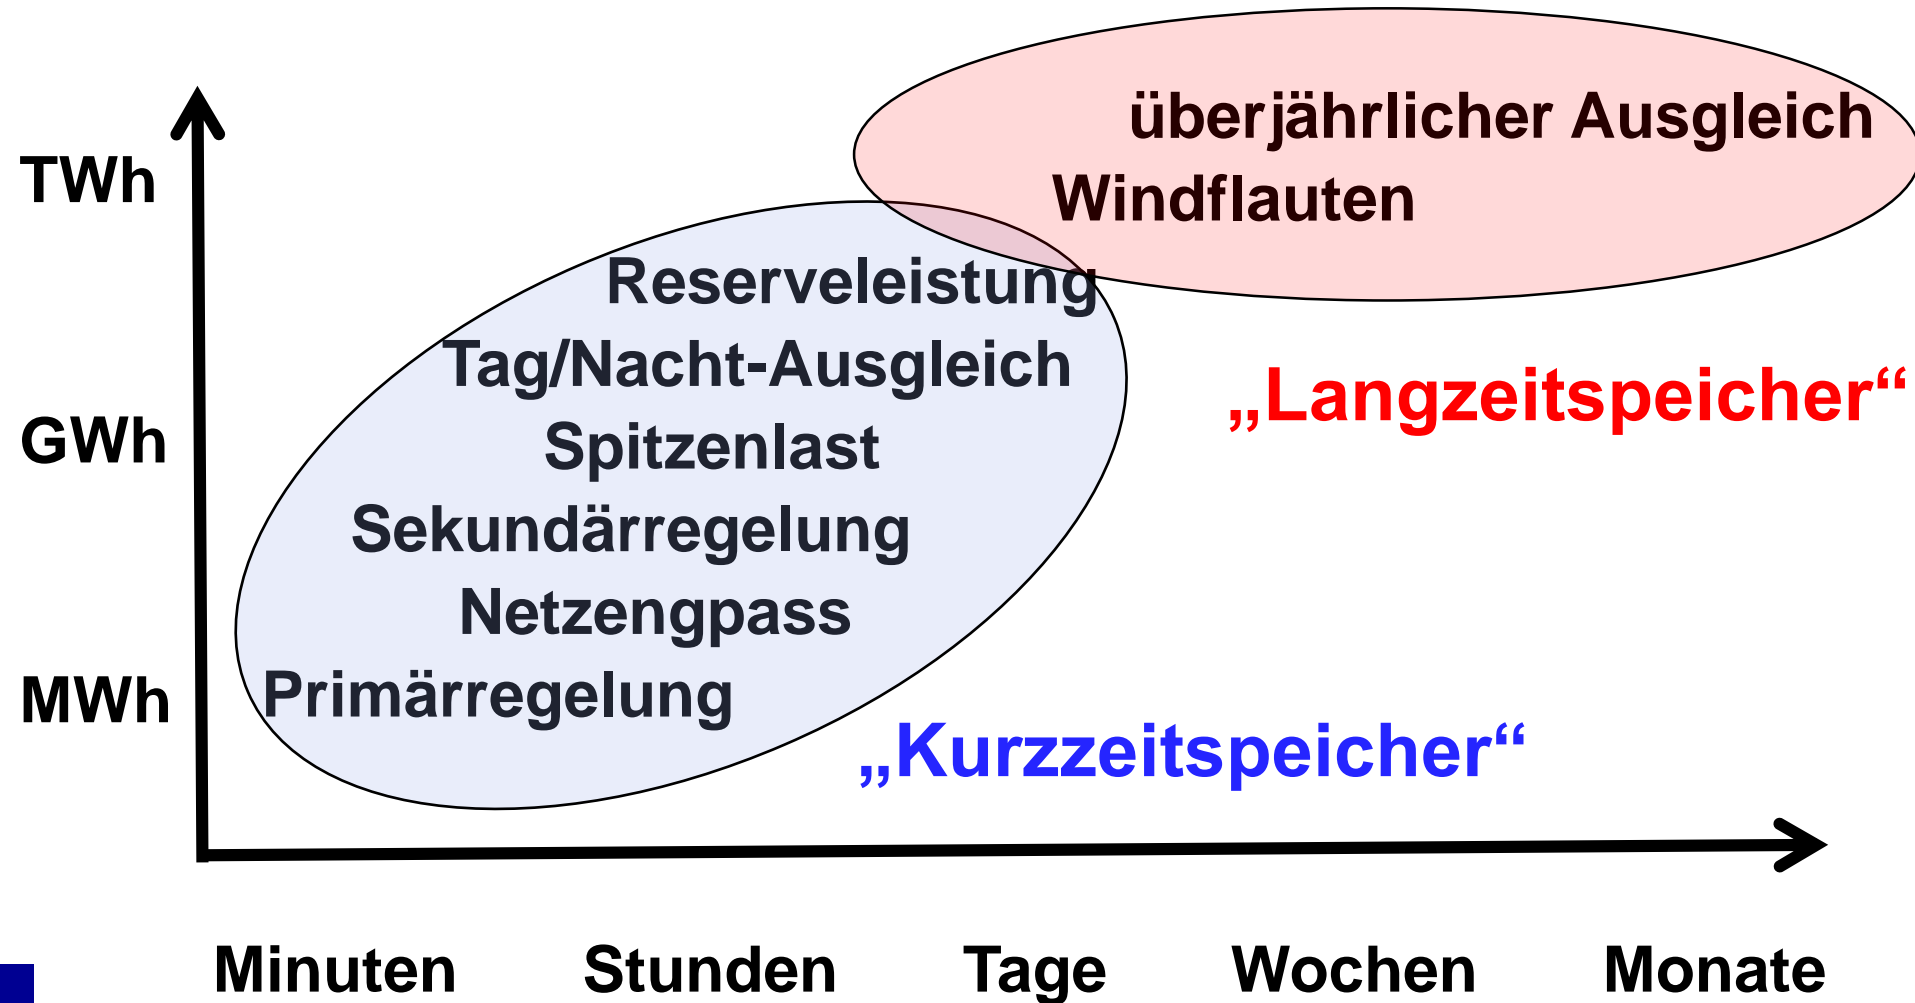 überjährlicher Ausgleich
TWh
Windflauten
Reserveleistung
Tag/Nacht-Ausgleich
„Langzeitspeicher“
GWh
Spitzenlast
Sekundärregelung
Netzengpass
MWh
Primärregelung
„Kurzzeitspeicher“
Minuten Stunden Tage Wochen Monate